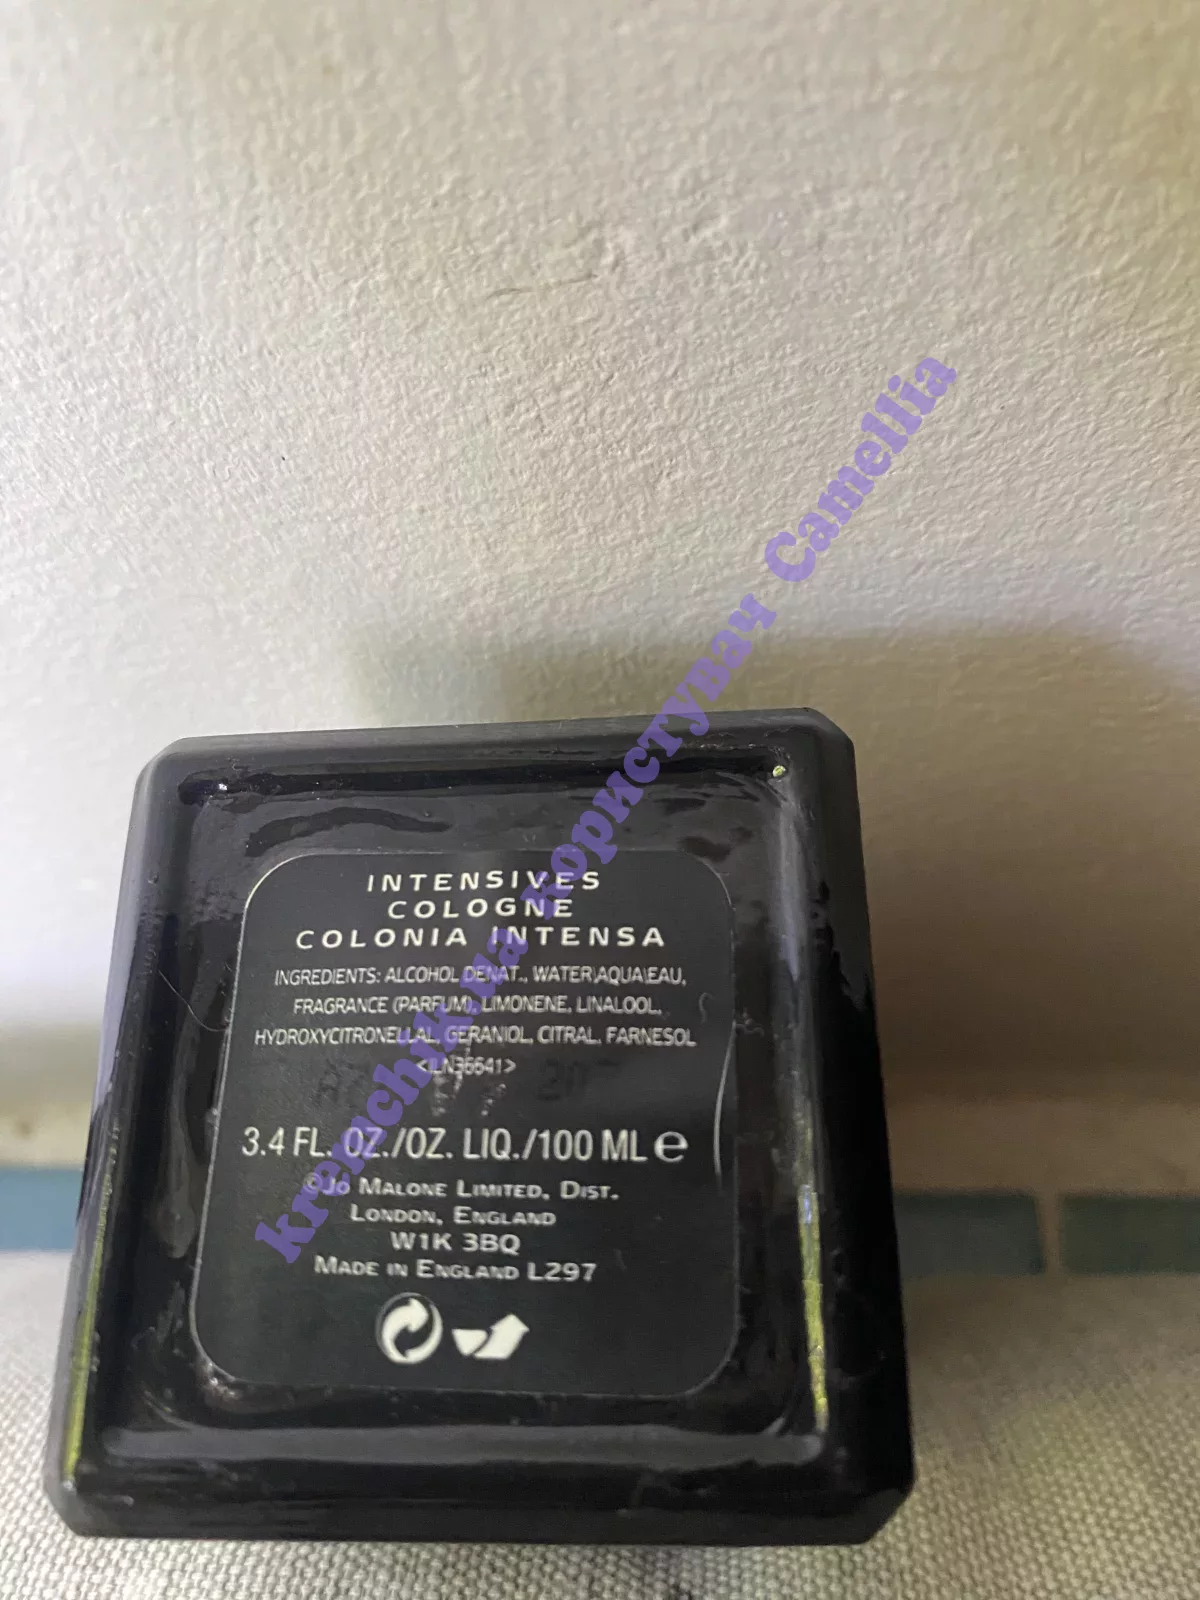 INTENSIVES
COLOGNE
COLONIA INTENSA
INGREDIENTS: ALCOHOL DENAT., WATER\AQUA\EAU,
FRAGRANCE (PARFUM), LIMONENE, LINALOOL,
HYDROXYCITRONELLAL, GERANIOL, CITRAL, FARNESOL
<ILN36641>
3.4 FL. OZ./OZ. LIQ./100 ML e
©Jo Malone Limited, Dist.
London, England
W1K 3BQ
Made in England L297
krenchik.ua користувач Camellia